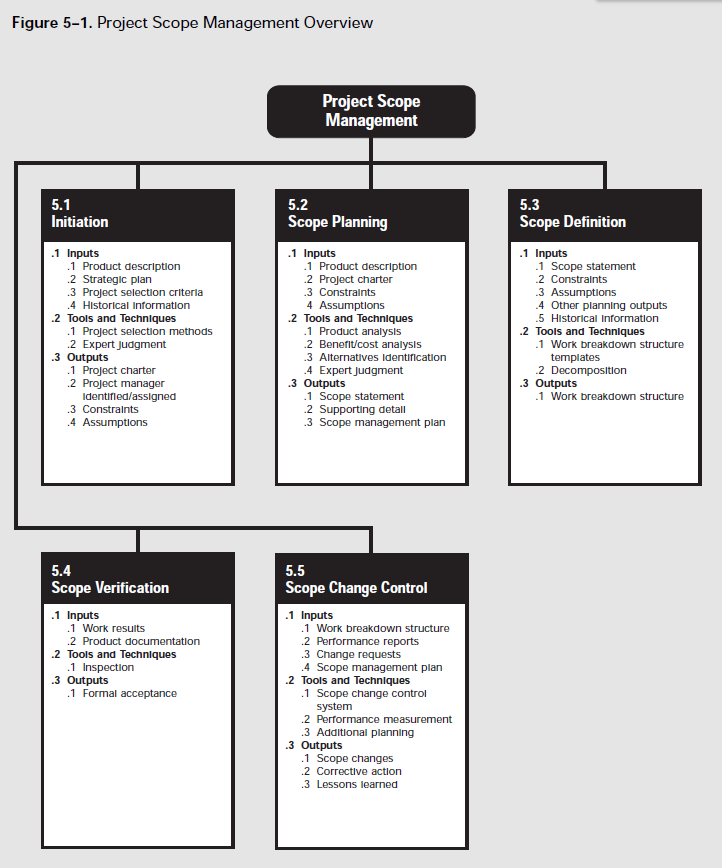 Figure 5–1. Project Scope Management Overview
Project Scope
Management
5.1
Initiation
.1 Inputs
.1 Product description
.2 Strategic plan
.3 Project selection criteria
.4 Historical information
.2 Tools and Techniques
.1 Project selection methods
.2 Expert judgment
.3 Outputs
.1 Project charter
.2 Project manager
identified/assigned
.3 Constraints
.4 Assumptions
5.2
Scope Planning
.1 Inputs
.1 Product description
.2 Project charter
.3 Constraints
4 Assumptions
.2 Tools and Techniques
.1 Product analysis
.2 Benefit/cost analysis
.3 Alternatives identification
.4 Expert judgment
.3 Outputs
.1 Scope statement
.2 Supporting detail
.3 Scope management plan
5.3
Scope Definition
.1 Inputs
.1 Scope statement
.2 Constraints
.3 Assumptions
.4 Other planning outputs
.5 Historical information
.2 Tools and Techniques
.1 Work breakdown structure
templates
.2 Decomposition
.3 Outputs
.1 Work breakdown structure
5.4
Scope Verification
.1 Inputs
.1 Work results
.2 Product documentation
.2 Tools and Techniques
.1 Inspection
.3 Outputs
.1 Formal acceptance
5.5
Scope Change Control
.1 Inputs
.1 Work breakdown structure
.2 Performance reports
.3 Change requests
.4 Scope management plan
.2 Tools and Techniques
.1 Scope change control
system
.2 Performance measurement
.3 Additional planning
.3 Outputs
.1 Scope changes
.2 Corrective action
.3 Lessons learned